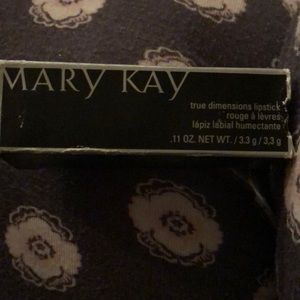 MARY KAY
true dimensions lipstick
rouge à lèvres
lápiz labial humectante
.11 OZ. NET WT. / 3.3 g / 3,3 g